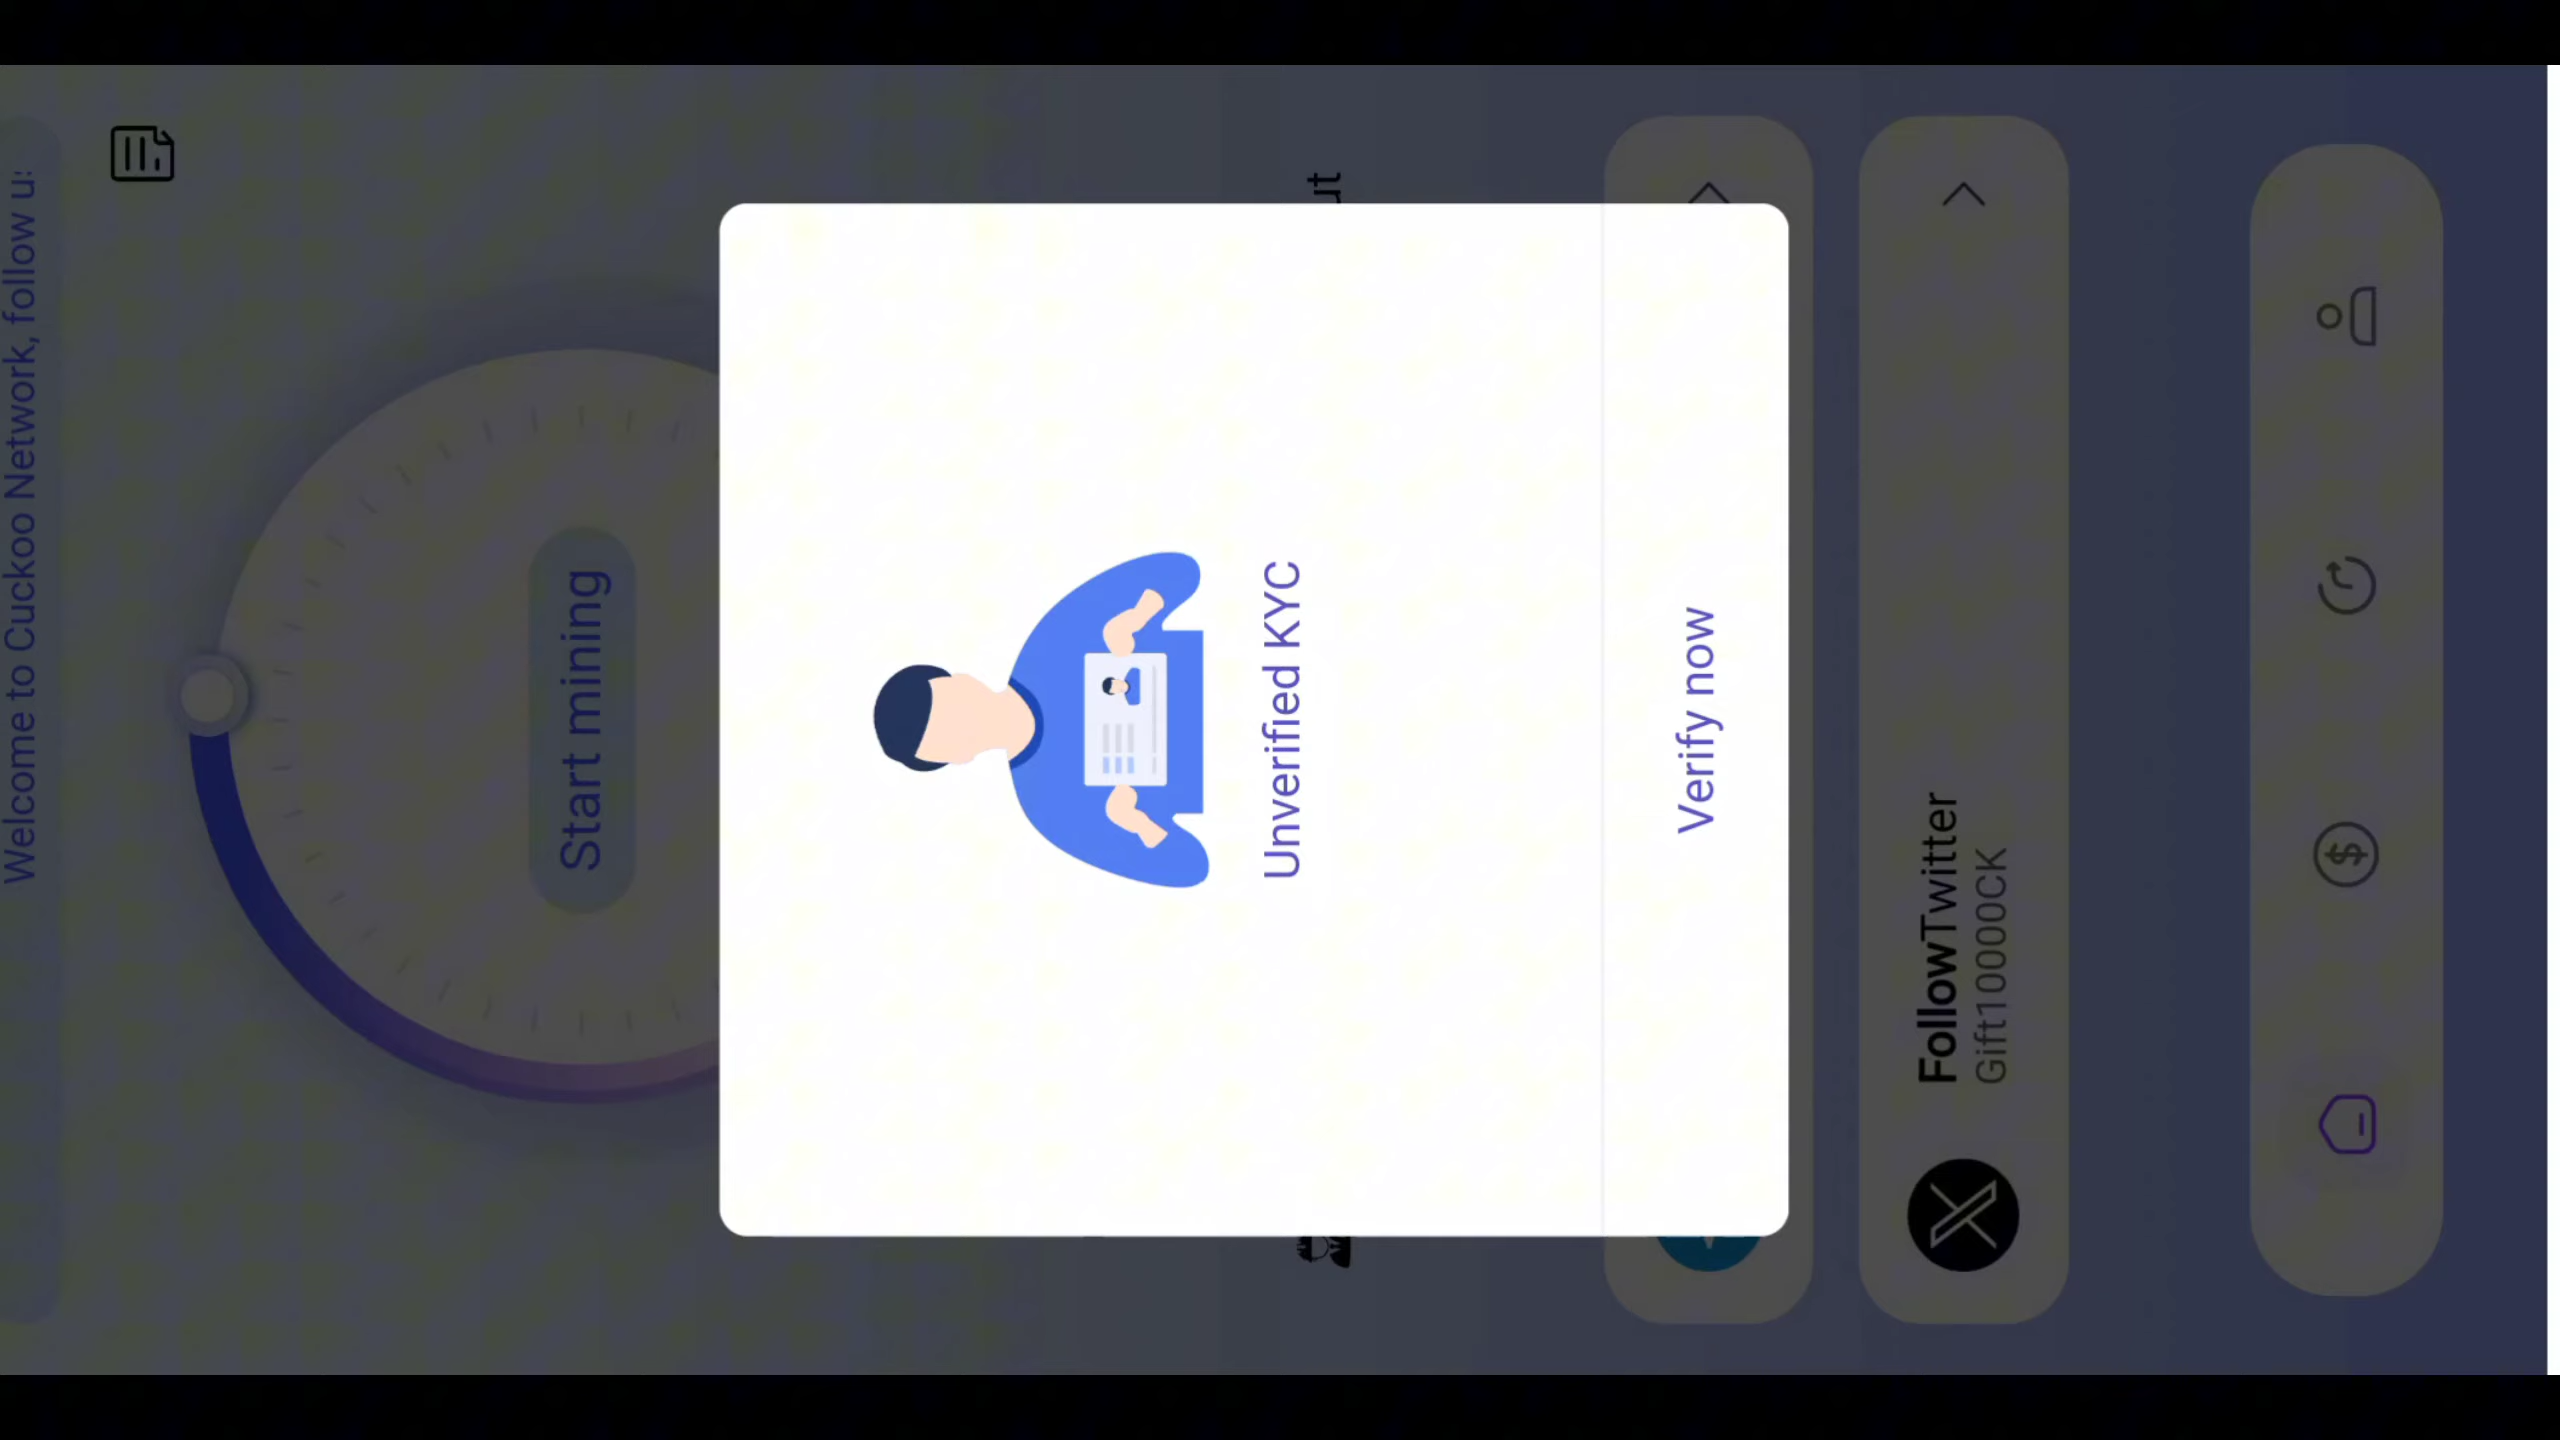 Welcome to Cuckoo Network, follow
Start mining
Unverified KYC
Verify now
FollowTwitter
Gift10000CK